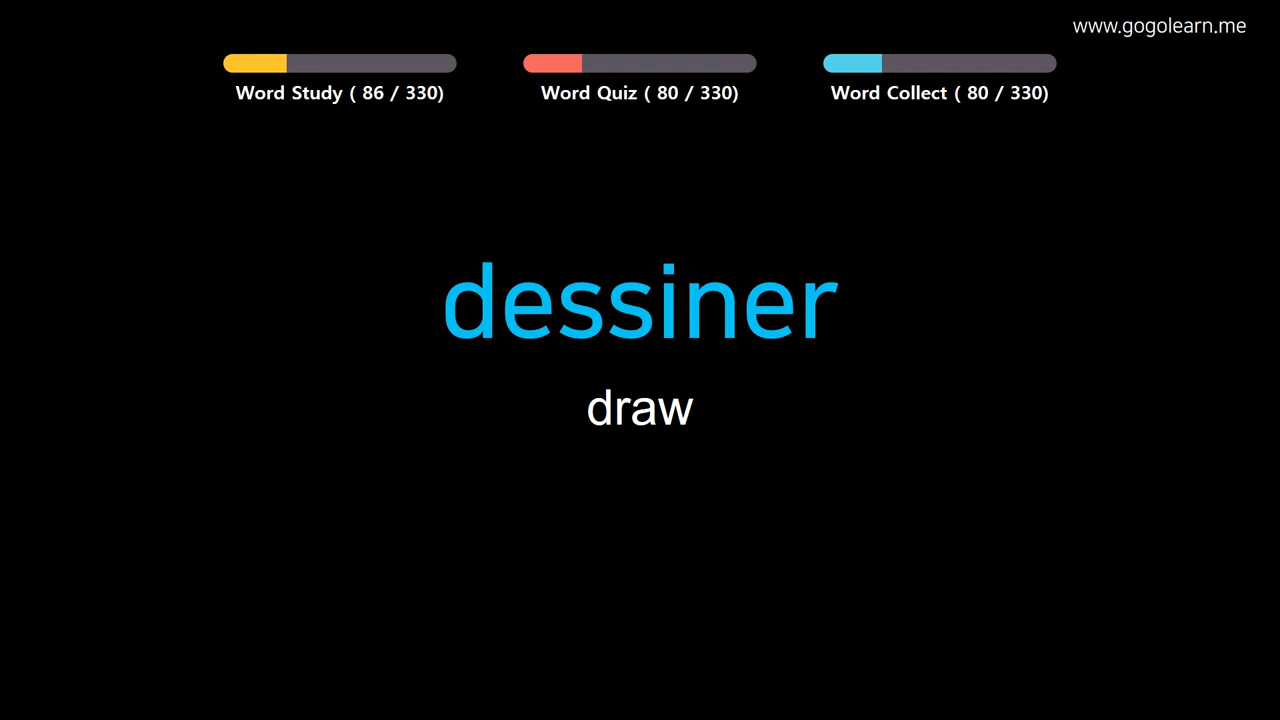 www.gogolearn.me
Word Study ( 86 / 330)
Word Quiz ( 80 / 330)
Word Collect ( 80 / 330)
dessiner
draw